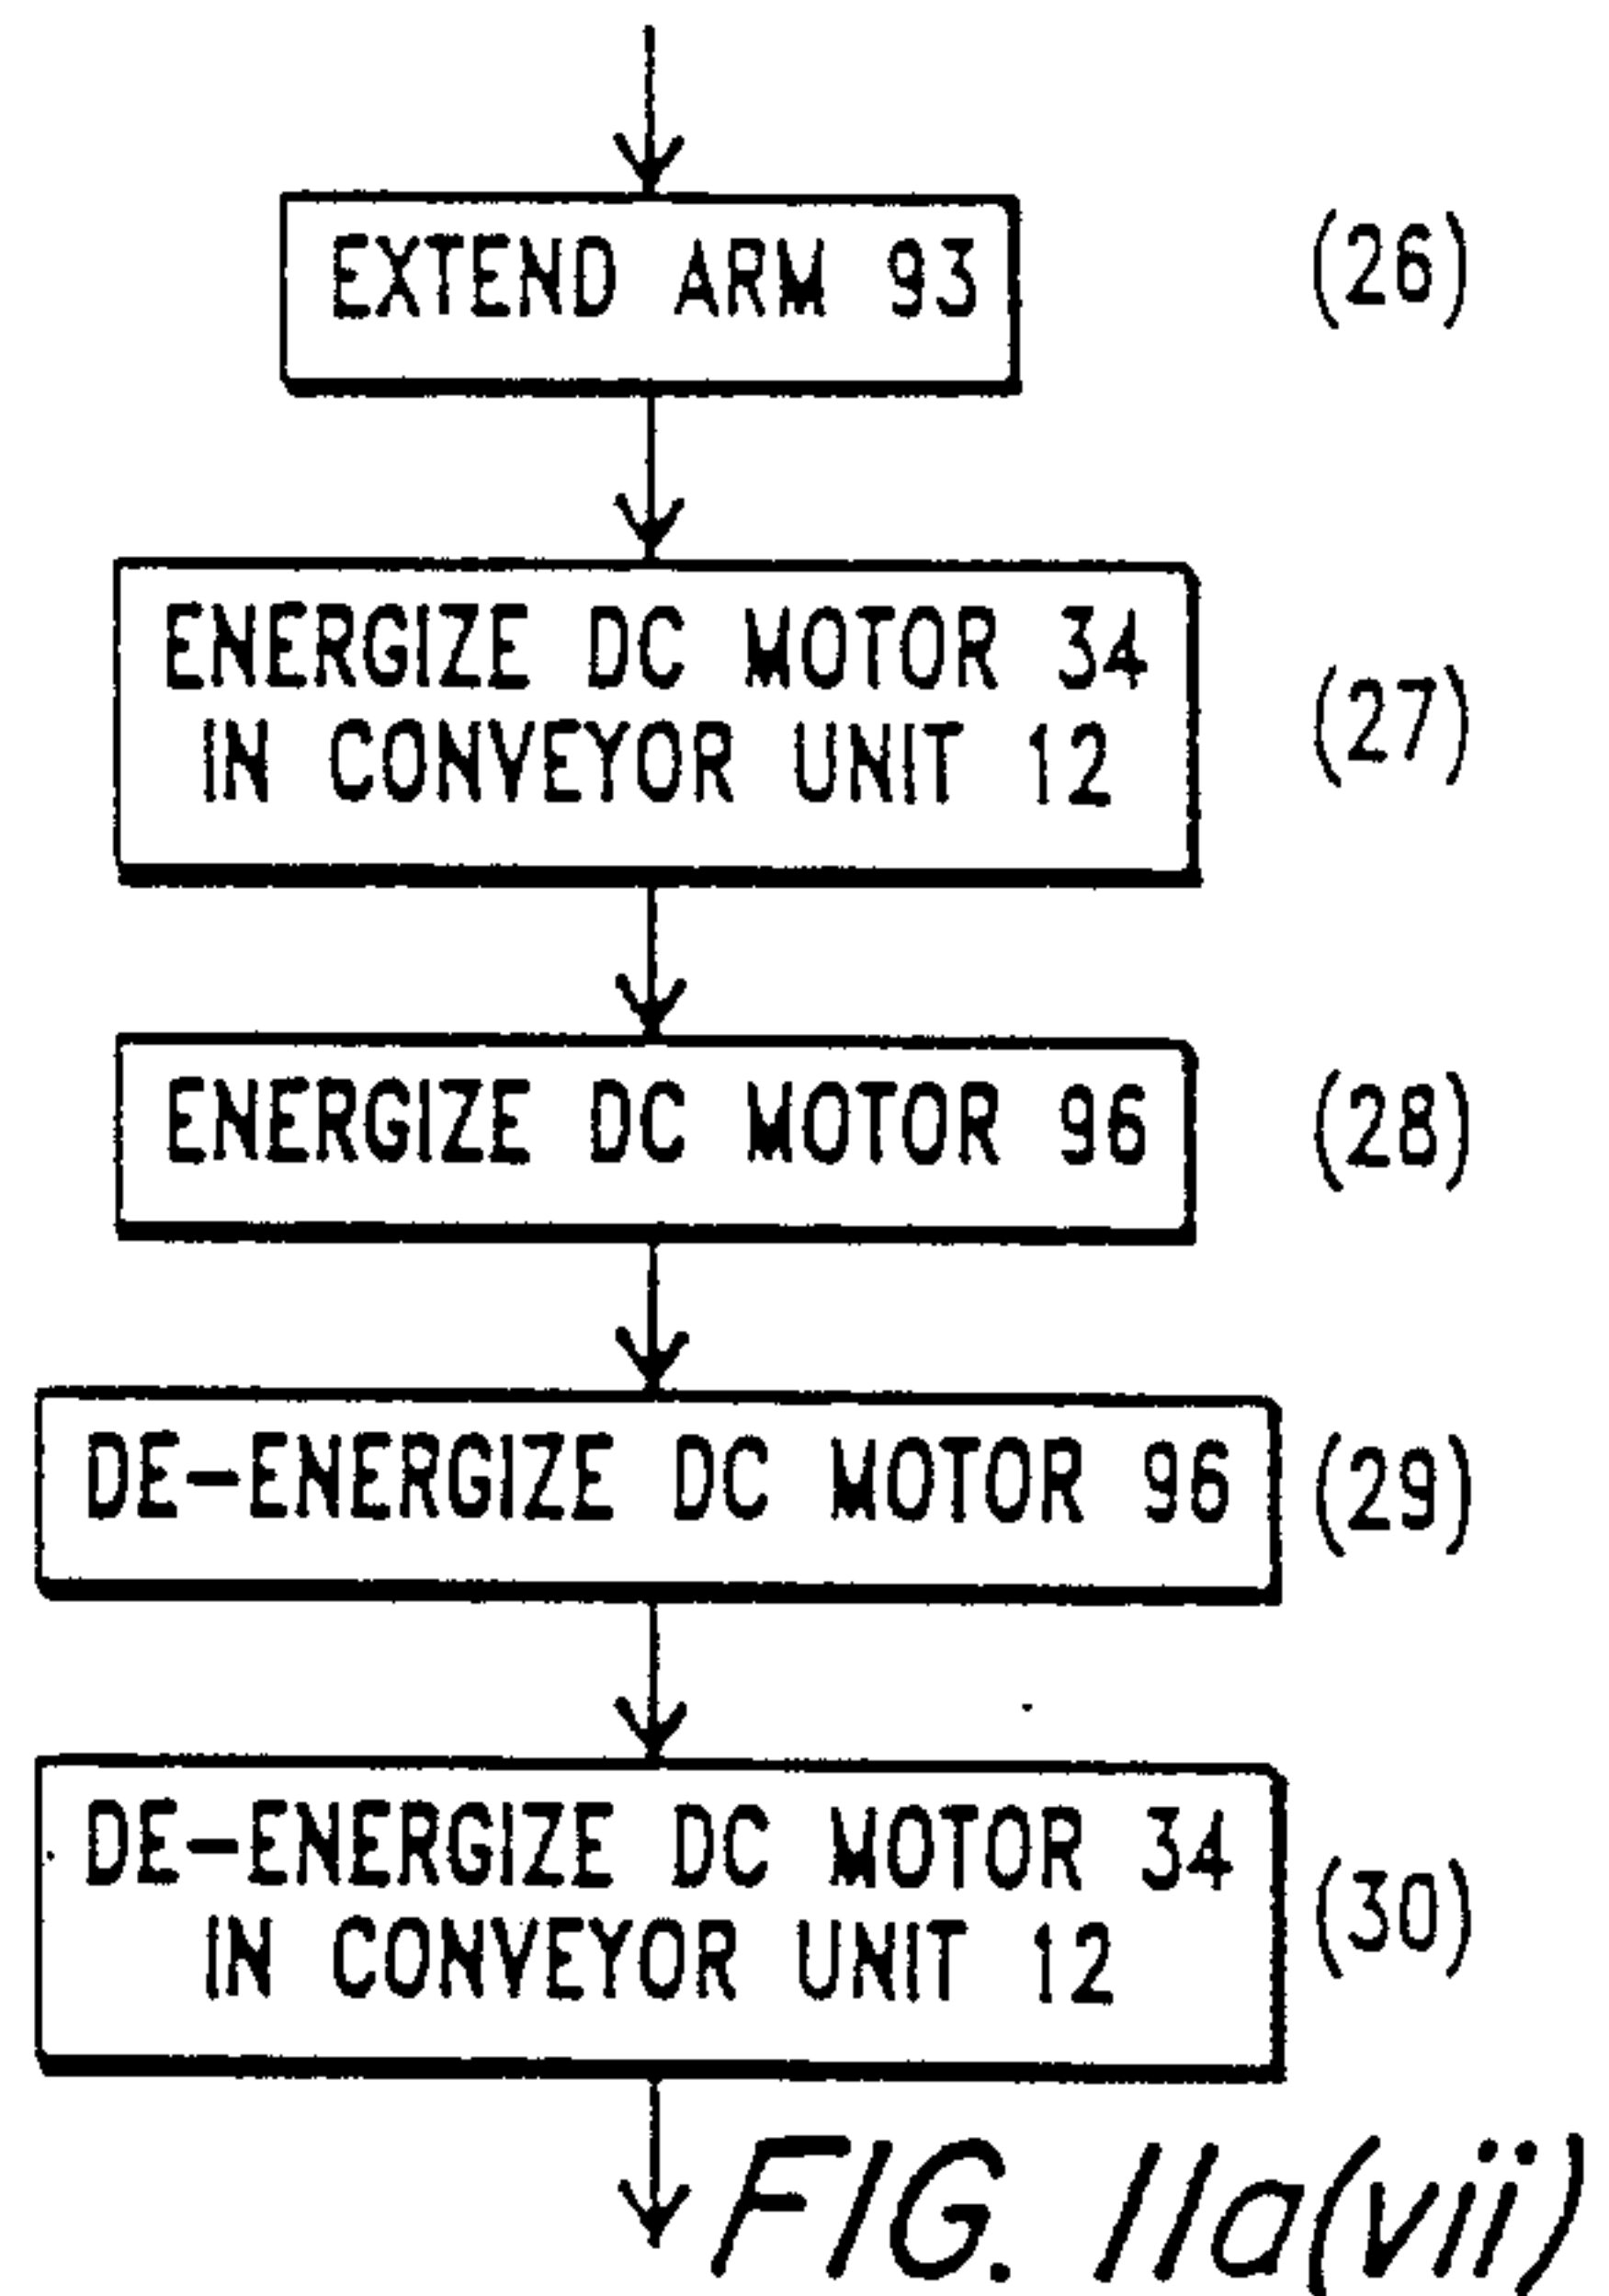 EXTEND ARM 93
(26)
ENERGIZE DC MOTOR 34
IN CONVEYOR UNIT 12
(27)
ENERGIZE DC MOTOR 96
(28)
DE-ENERGIZE DC MOTOR 96
(29)
DE-ENERGIZE DC MOTOR 34
IN CONVEYOR UNIT 12
(30)
FIG. 11a(vii)